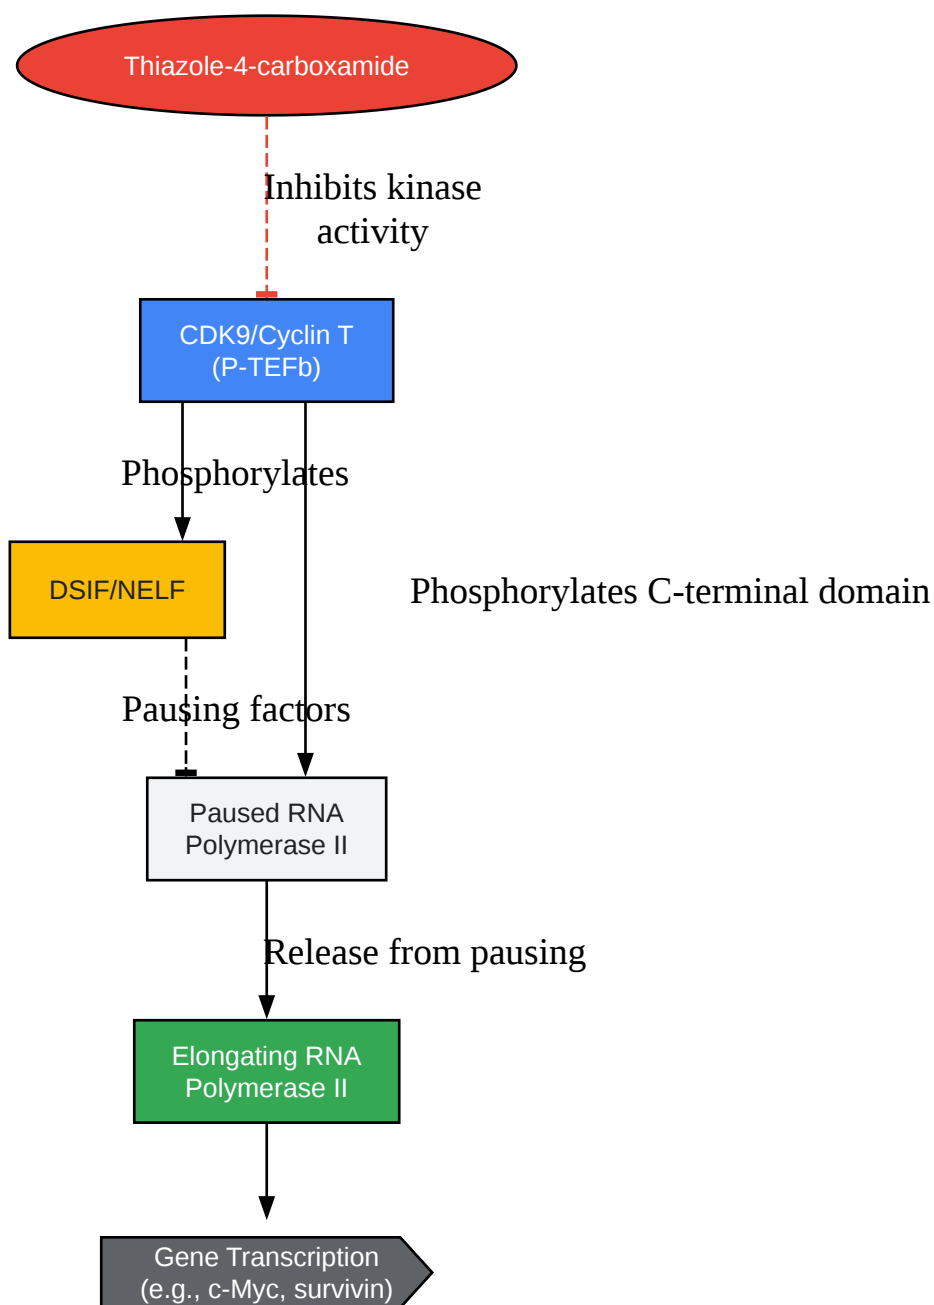 Thiazole-4-carboxamide
Inhibits kinase
activity
CDK9/Cyclin T
(P-TEFb)
Phosphorylates
DSIF/NELF
Phosphorylates C-terminal domain
Pausing factors
Paused RNA
Polymerase II
Release from pausing
Elongating RNA
Polymerase II
Gene Transcription
(e.g., c-Myc, survivin)